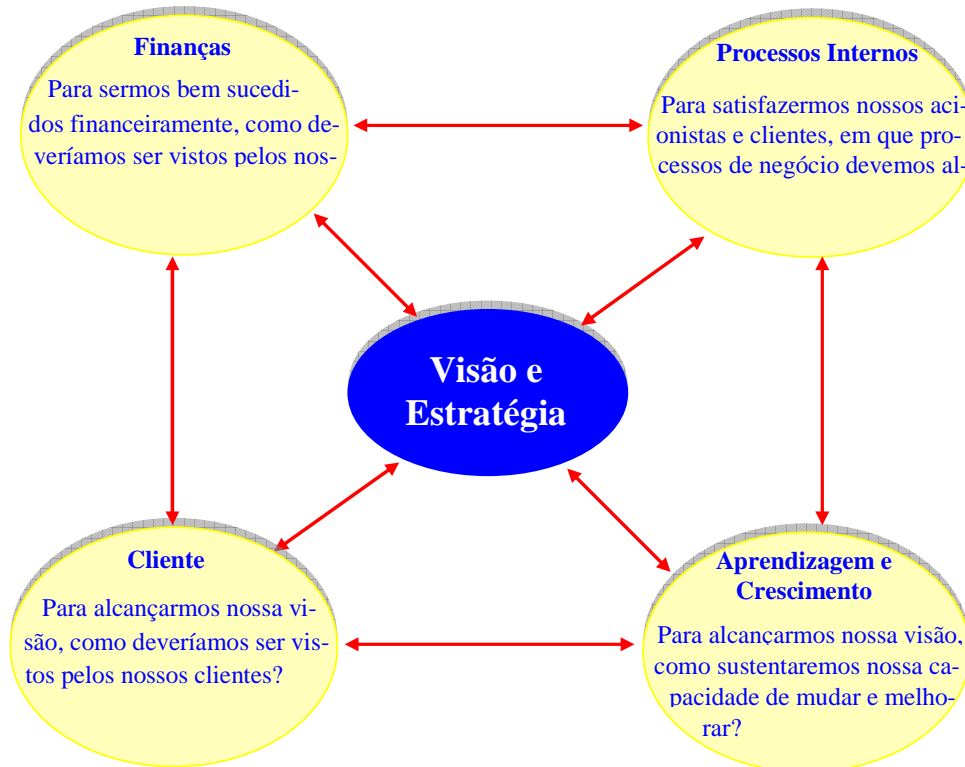 Finanças
Para sermos bem sucedi-
dos financeiramente, como de-
veríamos ser vistos pelos nos-
Processos Internos
Para satisfazermos nossos aci-
onistas e clientes, em que pro-
cessos de negócio devemos al-
Visão e
Estratégia
Cliente
Para alcançarmos nossa vi-
são, como deveríamos ser vis-
tos pelos nossos clientes?
Aprendizagem e
Crescimento
Para alcançarmos nossa visão,
como sustentaremos nossa ca-
pacidade de mudar e melho-
rar?